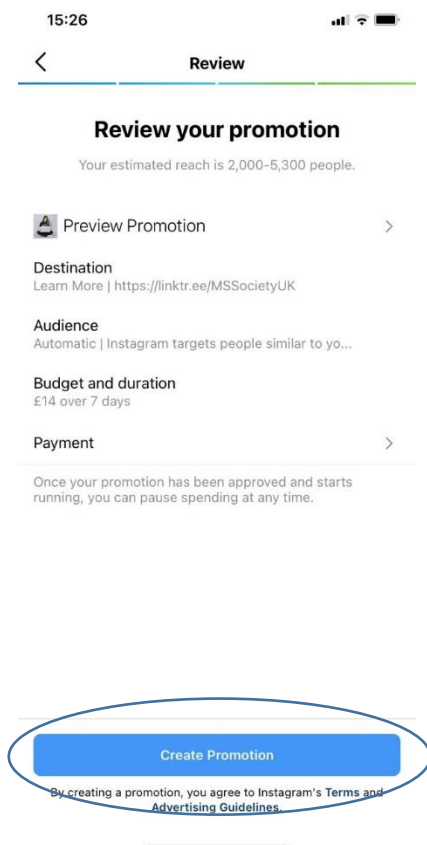 15:26
Review
Review your promotion
Your estimated reach is 2,000-5,300 people.
Preview Promotion
Destination
Learn More | https://linktr.ee/MSSocietyUK
Audience
Automatic | Instagram targets people similar to yo...
Budget and duration
£14 over 7 days
Payment
Once your promotion has been approved and starts
running, you can pause spending at any time.
Create Promotion
By creating a promotion, you agree to Instagram's Terms and
Advertising Guidelines.